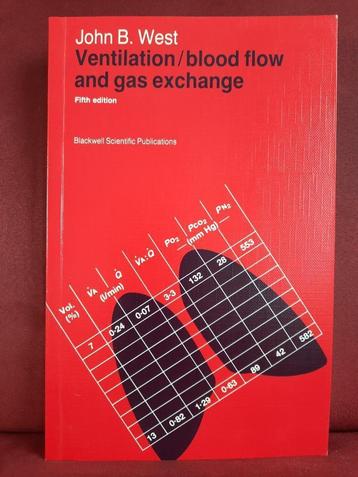 John B. West
Ventilation/blood flow
and gas exchange
Fifth edition
Blackwell Scientific Publications
Vol. (%) V̇A Q̇ (l/min) V̇A:Q̇ PO₂ PCO₂ (mm Hg) PN₂
7 0·24 0·07 3·3 132 28 553
13 0·82 1·29 0·63 89 42 582